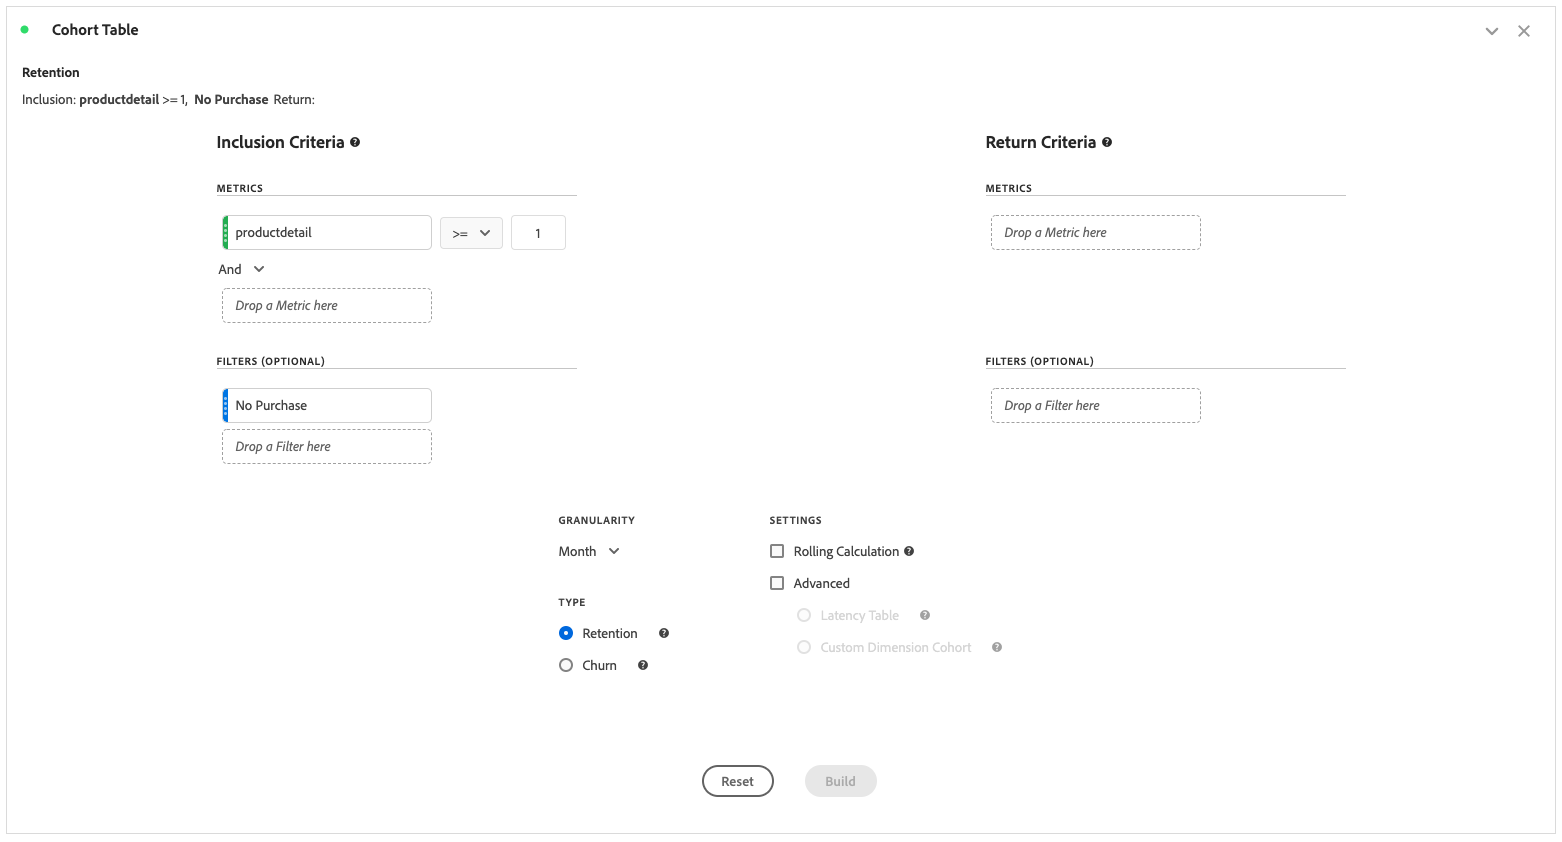 Cohort Table
Retention
Inclusion: productdetail >= 1, No Purchase Return:
Inclusion Criteria ?
Return Criteria ?
METRICS
METRICS
productdetail >= 1
Drop a Metric here
And
Drop a Metric here
FILTERS (OPTIONAL)
FILTERS (OPTIONAL)
No Purchase
Drop a Filter here
Drop a Filter here
GRANULARITY
SETTINGS
Month
Rolling Calculation ?
Advanced
TYPE
Latency Table ?
Retention ?
Custom Dimension Cohort ?
Churn ?
Reset
Build